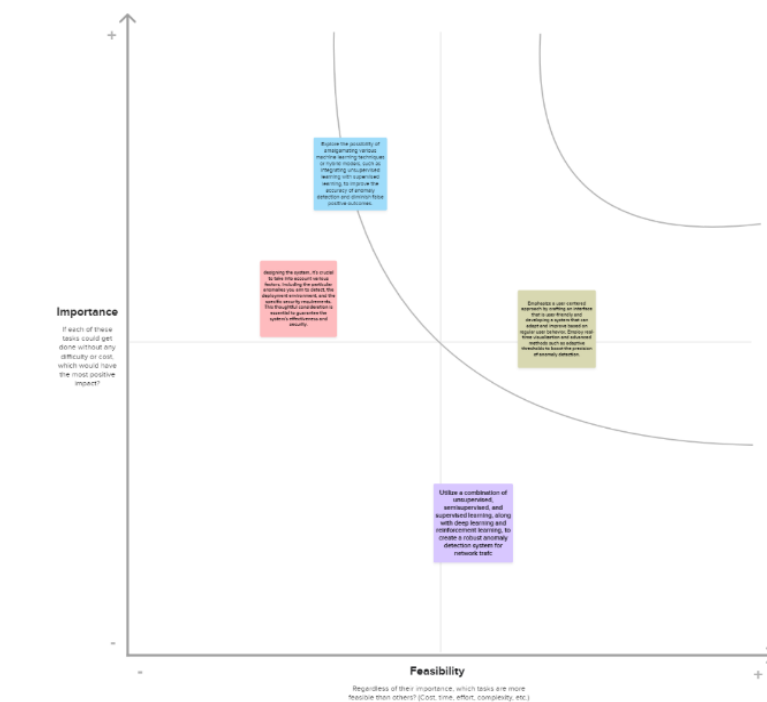 +
Explore the possibility of
amalgamating various
machine learning techniques
or hybrid models, such as
integrating unsupervised
learning with supervised
learning, to improve the
accuracy of anomaly
detection and diminish false
positive outcomes.
designing the system, it's crucial
to take into account various
factors, including the particular
anomalies you aim to detect, the
deployment environment, and the
specific security requirements.
This thoughtful consideration is
essential to guarantee the
system's effectiveness and
security.
Emphasize a user-centered
approach by crafting an interface
that is user-friendly and
developing a system that can
adapt and improve based on
regular user behavior. Employ real-
time visualization and advanced
methods such as adaptive
thresholds to boost the precision
of anomaly detection.
Importance
If each of these
tasks could get
done without any
difficulty or cost,
which would have
the most positive
impact?
Utilize a combination of
unsupervised,
semisupervised, and
supervised learning, along
with deep learning and
reinforcement learning, to
create a robust anomaly
detection system for
network trafc
-
-
Feasibility
+
Regardless of their importance, which tasks are more
feasible than others? (Cost, time, effort, complexity, etc.)